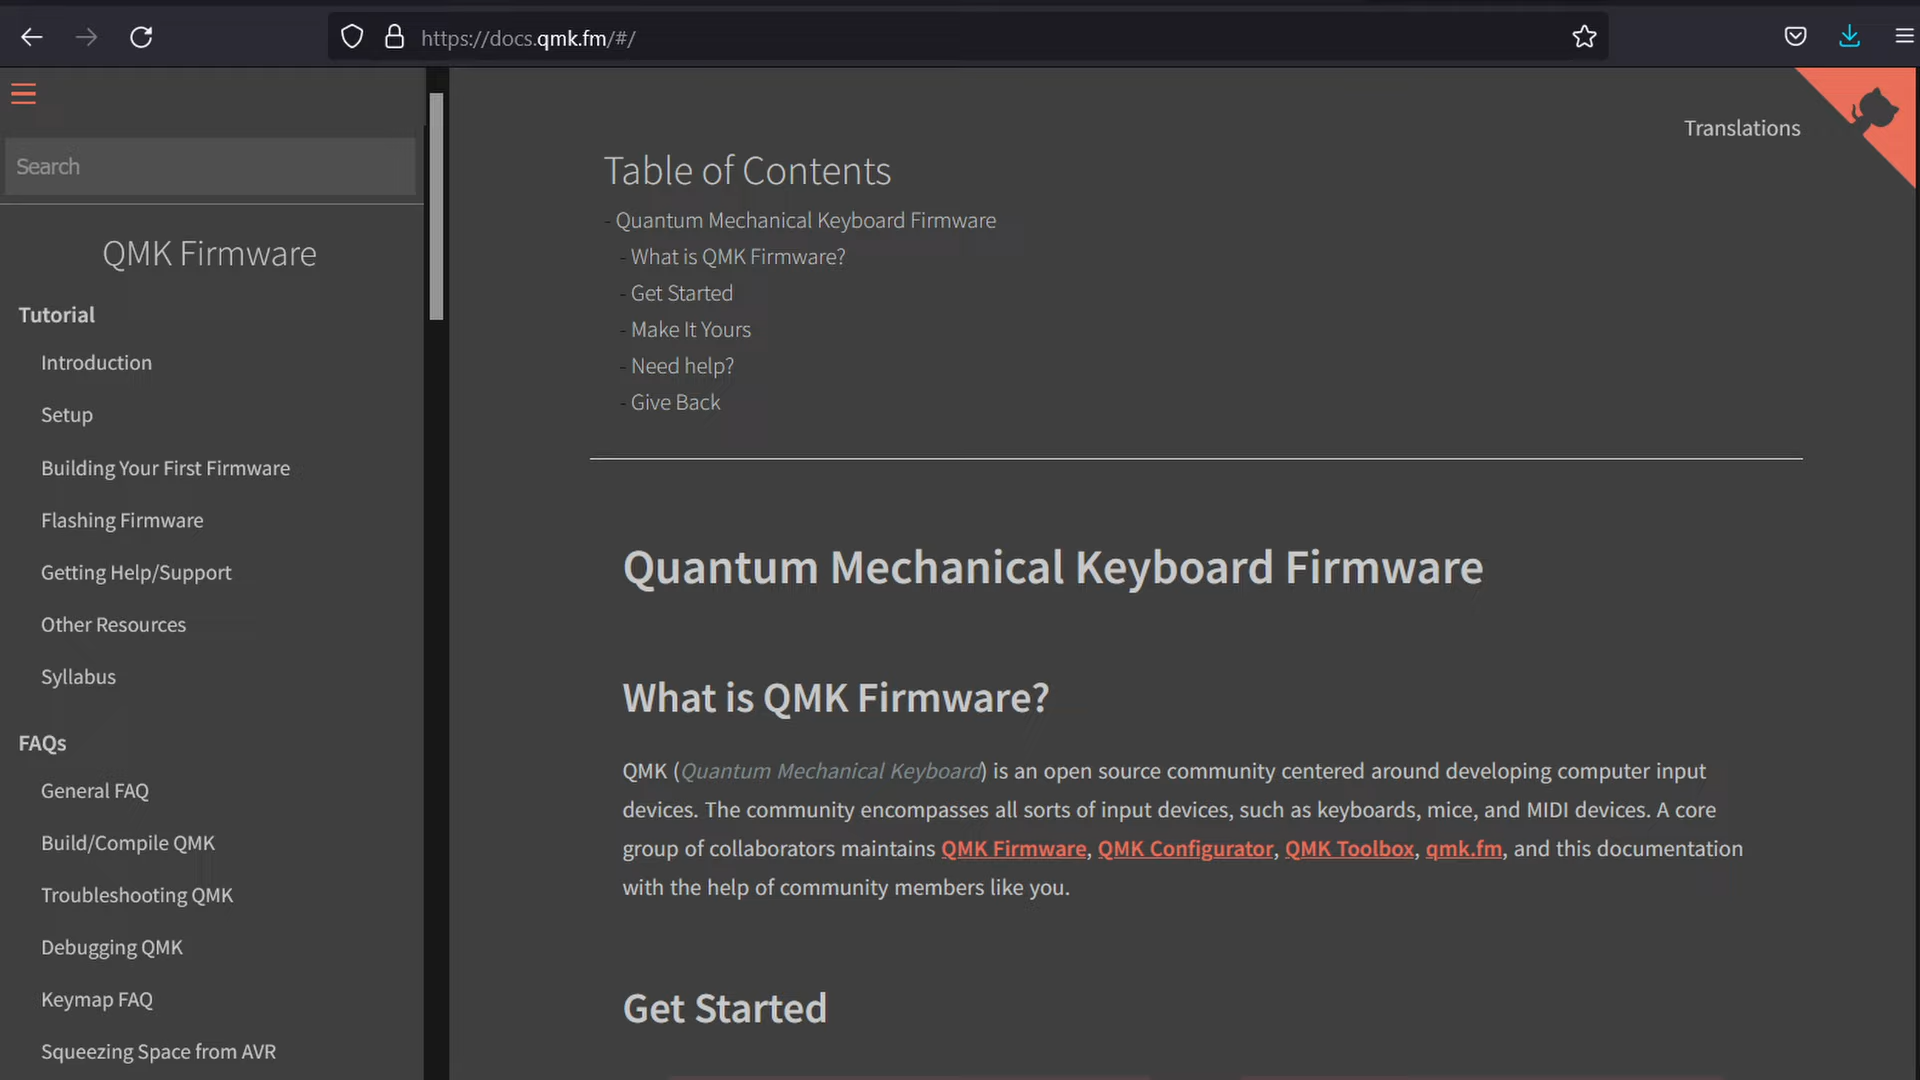 https://docs.qmk.fm/#/
Search
QMK Firmware
Tutorial
Introduction
Setup
Building Your First Firmware
Flashing Firmware
Getting Help/Support
Other Resources
Syllabus
FAQs
General FAQ
Build/Compile QMK
Troubleshooting QMK
Debugging QMK
Keymap FAQ
Squeezing Space from AVR
Translations
Table of Contents
- Quantum Mechanical Keyboard Firmware
- What is QMK Firmware?
- Get Started
- Make It Yours
- Need help?
- Give Back
Quantum Mechanical Keyboard Firmware
What is QMK Firmware?
QMK (Quantum Mechanical Keyboard) is an open source community centered around developing computer input
devices. The community encompasses all sorts of input devices, such as keyboards, mice, and MIDI devices. A core
group of collaborators maintains QMK Firmware, QMK Configurator, QMK Toolbox, qmk.fm, and this documentation
with the help of community members like you.
Get Started